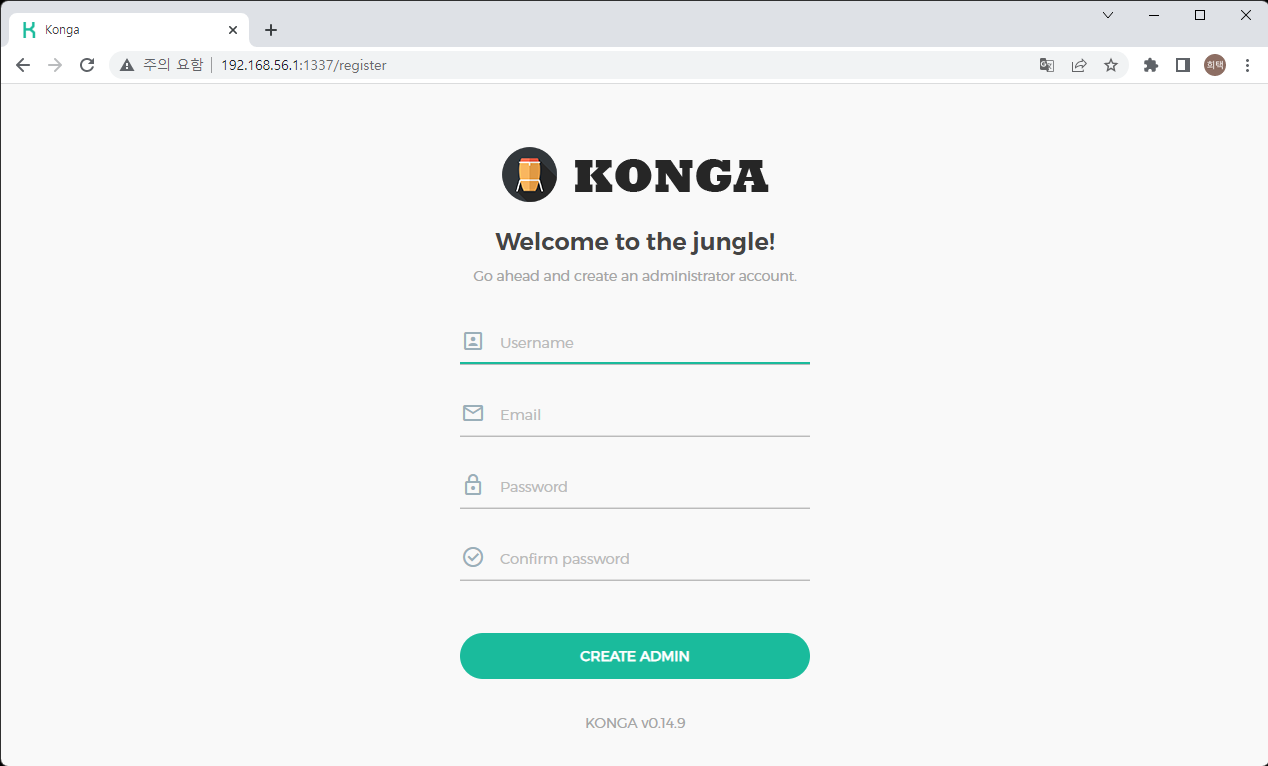 Konga
주의 요함 192.168.56.1:1337/register
희택
KONGA
Welcome to the jungle!
Go ahead and create an administrator account.
Username
Email
Password
Confirm password
CREATE ADMIN
KONGA v0.14.9